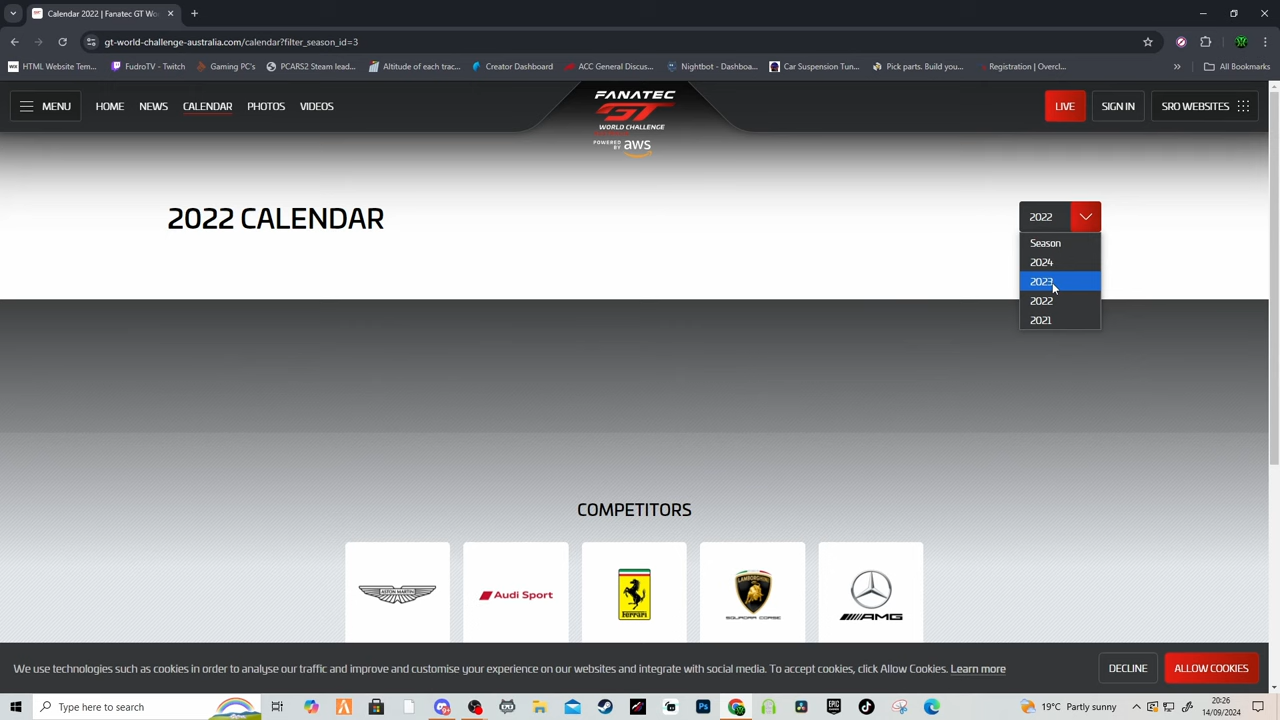 Calendar 2022 | Fanatec GT Wo
gt-world-challenge-australia.com/calendar?filter_season_id=3
HTML Website Tem...
FudroTV - Twitch
Gaming PC's
PCARS2 Steam lead...
Altitude of each trac...
Creator Dashboard
ACC General Discus...
Nightbot - Dashboa...
Car Suspension Tun...
Pick parts. Build you...
Registration | Overcl...
All Bookmarks
MENU
HOME
NEWS
CALENDAR
PHOTOS
VIDEOS
FANATEC
GT
WORLD CHALLENGE
POWERED BY aws
LIVE
SIGN IN
SRO WEBSITES
2022 CALENDAR
2022
Season
2024
2023
2022
2021
COMPETITORS
Audi Sport
Ferrari
LAMBORGHINI
SQUADRA CORSE
AMG
We use technologies such as cookies in order to analyse our traffic and improve and customise your experience on our websites and integrate with social media. To accept cookies, click Allow Cookies. Learn more
DECLINE
ALLOW COOKIES
Type here to search
19°C Partly sunny
20:26
14/09/2024